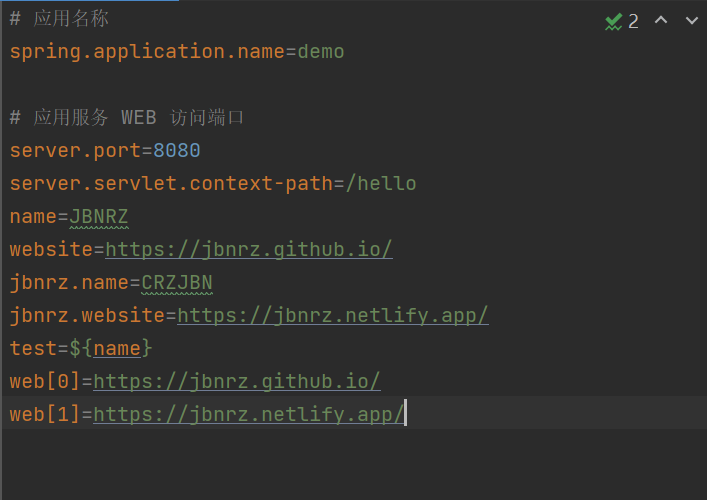 # 应用名称
2
spring.application.name=demo
# 应用服务 WEB 访问端口
server.port=8080
server.servlet.context-path=/hello
name=JBNRZ
website=https://jbnrz.github.io/
jbnrz.name=CRZJBN
jbnrz.website=https://jbnrz.netlify.app/
test=${name}
web[0]=https://jbnrz.github.io/
web[1]=https://jbnrz.netlify.app/